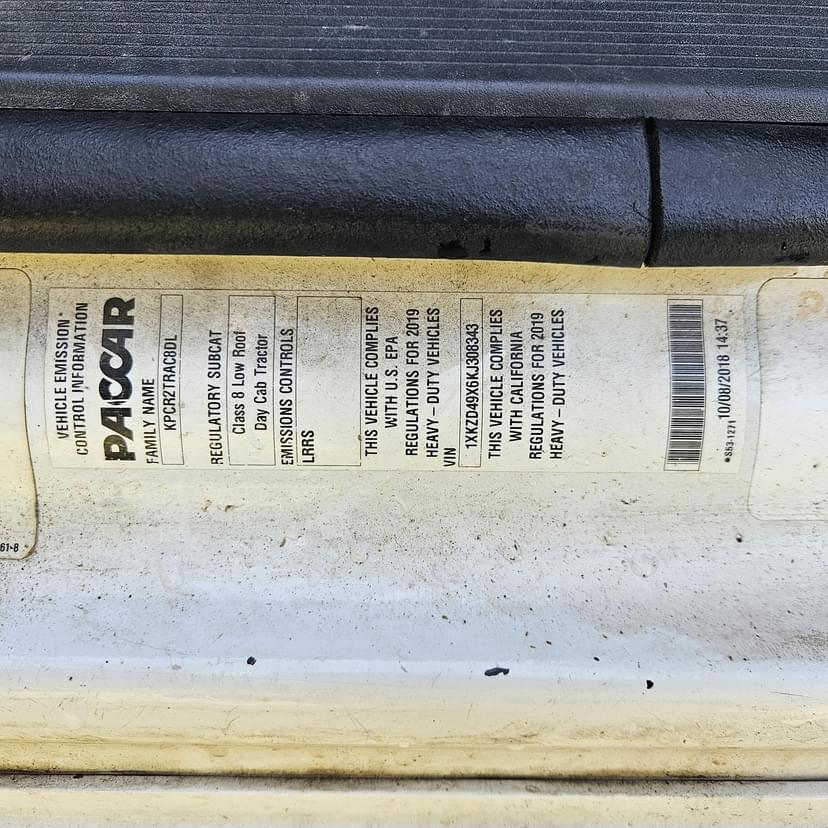 VEHICLE EMISSION
CONTROL INFORMATION
PACCAR
FAMILY NAME
KPCR2TRAC8DL
REGULATORY SUBCAT
Class 8 Low Roof
Day Cab Tractor
EMISSIONS CONTROLS
LRRS
THIS VEHICLE COMPLIES
WITH U.S. EPA
REGULATIONS FOR 2019
HEAVY – DUTY VEHICLES
VIN
1XKZD49X6KJ308343
THIS VEHICLE COMPLIES
WITH CALIFORNIA
REGULATIONS FOR 2019
HEAVY – DUTY VEHICLES
S53-1271
10/08/2018 14:37
61-8